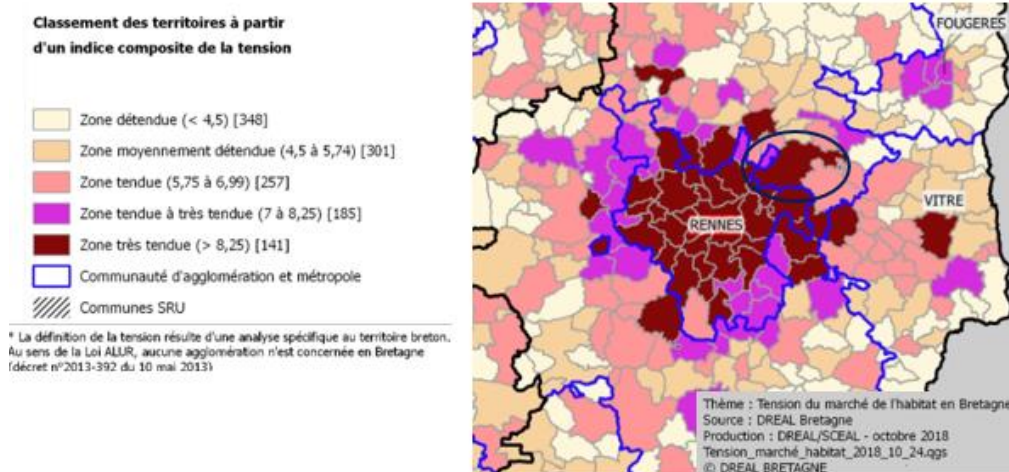 Classement des territoires à partir
d'un indice composite de la tension
Zone détendue (< 4,5) [348]
Zone moyennement détendue (4,5 à 5,74) [301]
Zone tendue (5,75 à 6,99) [257]
Zone tendue à très tendue (7 à 8,25) [185]
Zone très tendue (> 8,25) [141]
Communauté d'agglomération et métropole
Communes SRU
* La définition de la tension résulte d'une analyse spécifique au territoire breton.
Au sens de la Loi ALUR, aucune agglomération n'est concernée en Bretagne
(décret n°2013-392 du 10 mai 2013)
FOUGERES
VITRE
RENNES
Thème : Tension du marché de l'habitat en Bretagne
Source : DREAL Bretagne
Production : DREAL/SCEAL - octobre 2018
Tension_marché_habitat_2018_10_24.qgs
© DREAL BRETAGNE